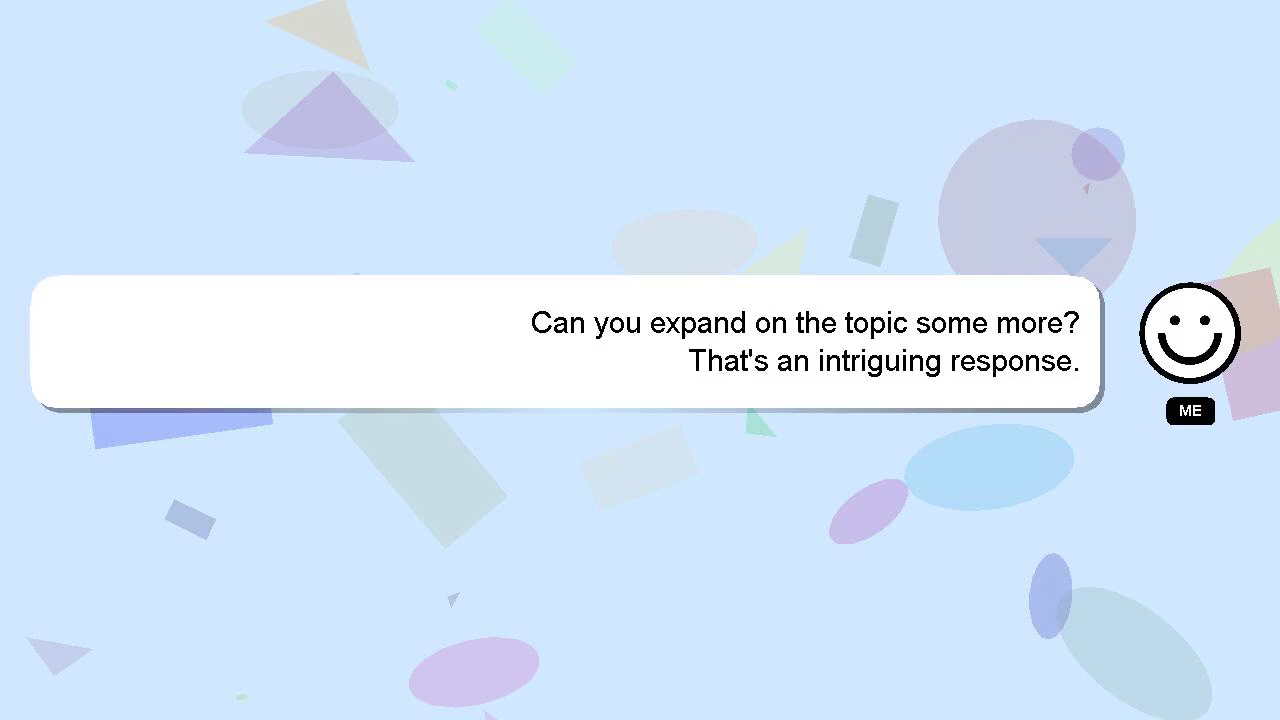 Can you expand on the topic some more?
That's an intriguing response.
ME